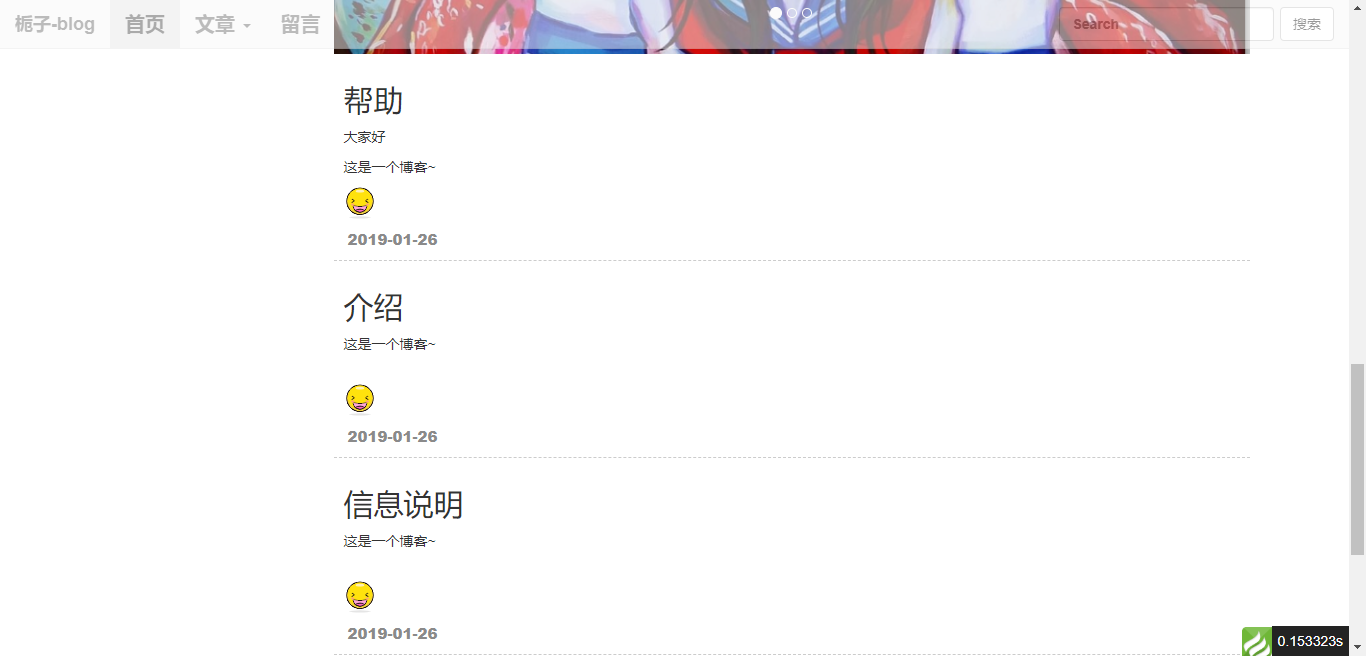 栀子-blog 首页 文章 留言 Search 搜索
帮助
大家好
这是一个博客~
2019-01-26
介绍
这是一个博客~
2019-01-26
信息说明
这是一个博客~
2019-01-26
0.153323s